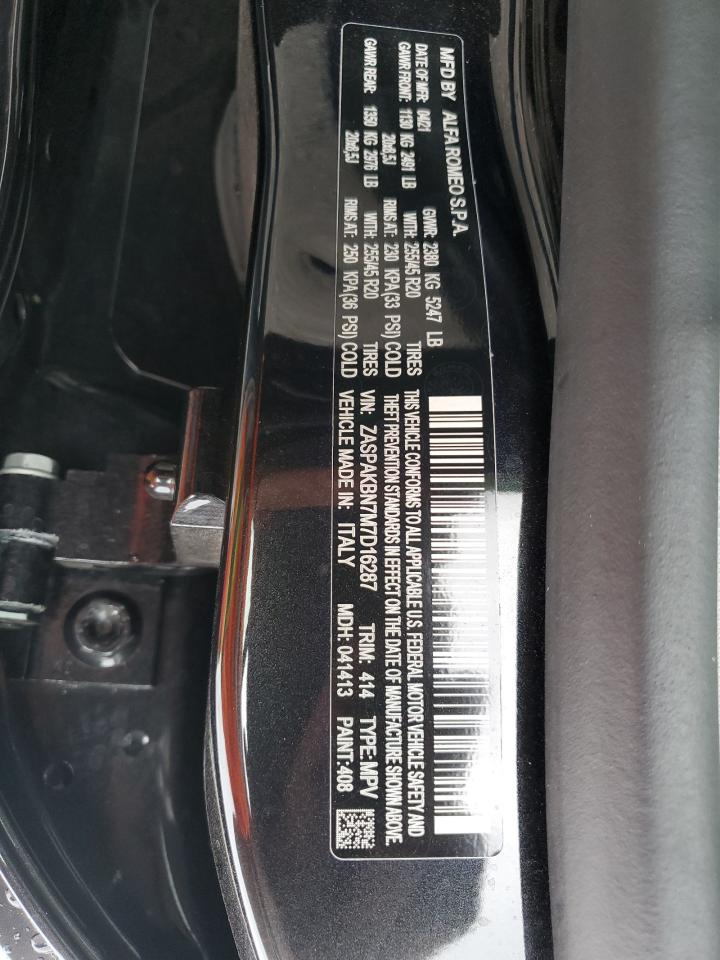 MFD BY ALFA ROMEO S.P.A.
DATE OF MFR: 04/21 GVWR: 2380 KG 5247 LB
GAWR FRONT: 1130 KG 2491 LB WITH: 255/45 R20 TIRES
20x8,5J RIMS AT: 230 KPA(33 PSI) COLD
GAWR REAR: 1350 KG 2976 LB WITH: 255/45 R20 TIRES
20x8,5J RIMS AT: 250 KPA(36 PSI) COLD
THIS VEHICLE CONFORMS TO ALL APPLICABLE U.S. FEDERAL MOTOR VEHICLE SAFETY AND
THEFT PREVENTION STANDARDS IN EFFECT ON THE DATE OF MANUFACTURE SHOWN ABOVE.
VIN: ZASPAKBN7M7D16287 TRIM: 414 TYPE: MPV
VEHICLE MADE IN: ITALY MDH: 041413 PAINT: 408